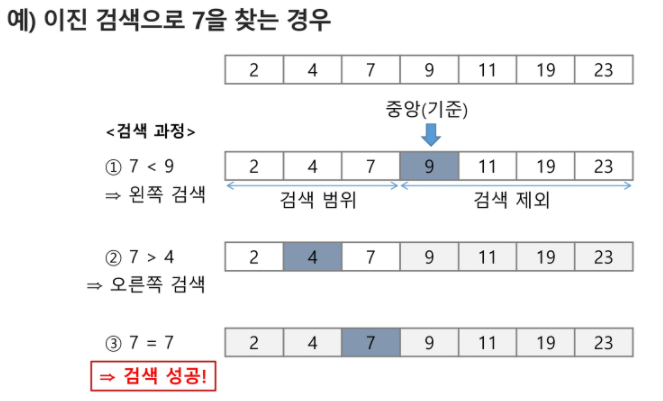 예) 이진 검색으로 7을 찾는 경우
2 4 7 9 11 19 23
중앙(기준)
<검색 과정>
① 7 < 9
2 4 7 9 11 19 23
⇒ 왼쪽 검색
검색 범위 검색 제외
② 7 > 4
2 4 7 9 11 19 23
⇒ 오른쪽 검색
③ 7 = 7
2 4 7 9 11 19 23
⇒ 검색 성공!